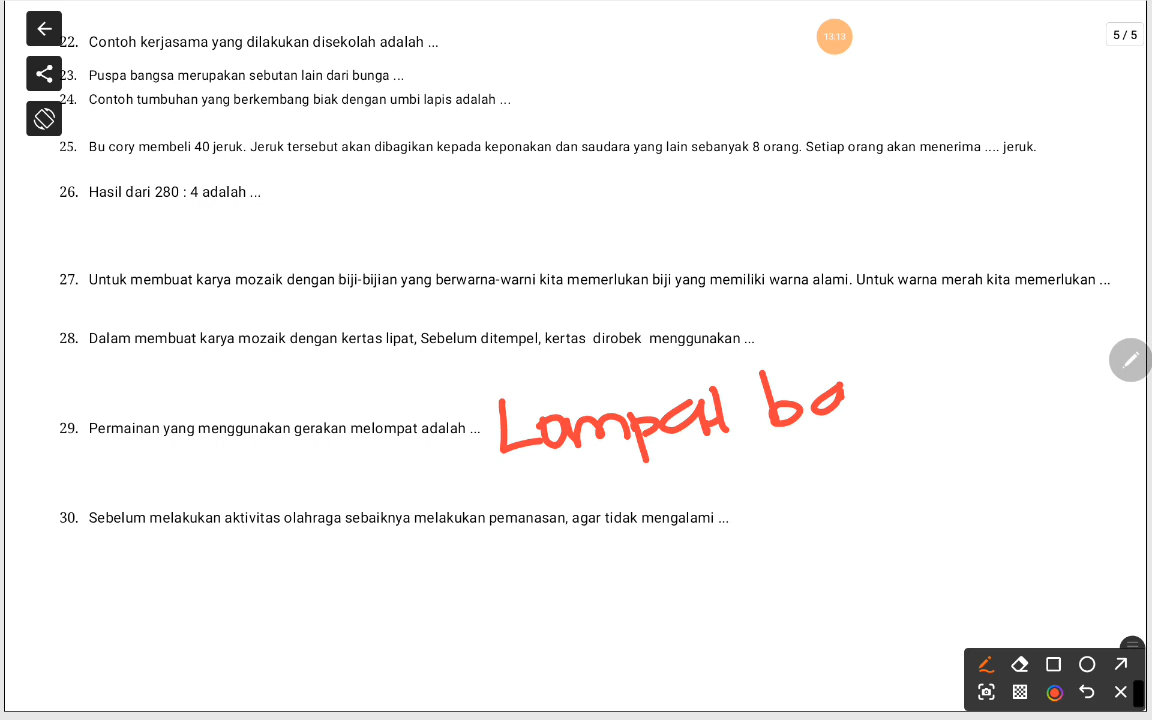 22. Contoh kerjasama yang dilakukan disekolah adalah ...
13:13
5 / 5
23. Puspa bangsa merupakan sebutan lain dari bunga ...
24. Contoh tumbuhan yang berkembang biak dengan umbi lapis adalah ...
25. Bu cory membeli 40 jeruk. Jeruk tersebut akan dibagikan kepada keponakan dan saudara yang lain sebanyak 8 orang. Setiap orang akan menerima .... jeruk.
26. Hasil dari 280 : 4 adalah ...
27. Untuk membuat karya mozaik dengan biji-bijian yang berwarna-warni kita memerlukan biji yang memiliki warna alami. Untuk warna merah kita memerlukan ...
28. Dalam membuat karya mozaik dengan kertas lipat, Sebelum ditempel, kertas dirobek menggunakan ...
29. Permainan yang menggunakan gerakan melompat adalah ... Lompat ba
30. Sebelum melakukan aktivitas olahraga sebaiknya melakukan pemanasan, agar tidak mengalami ...